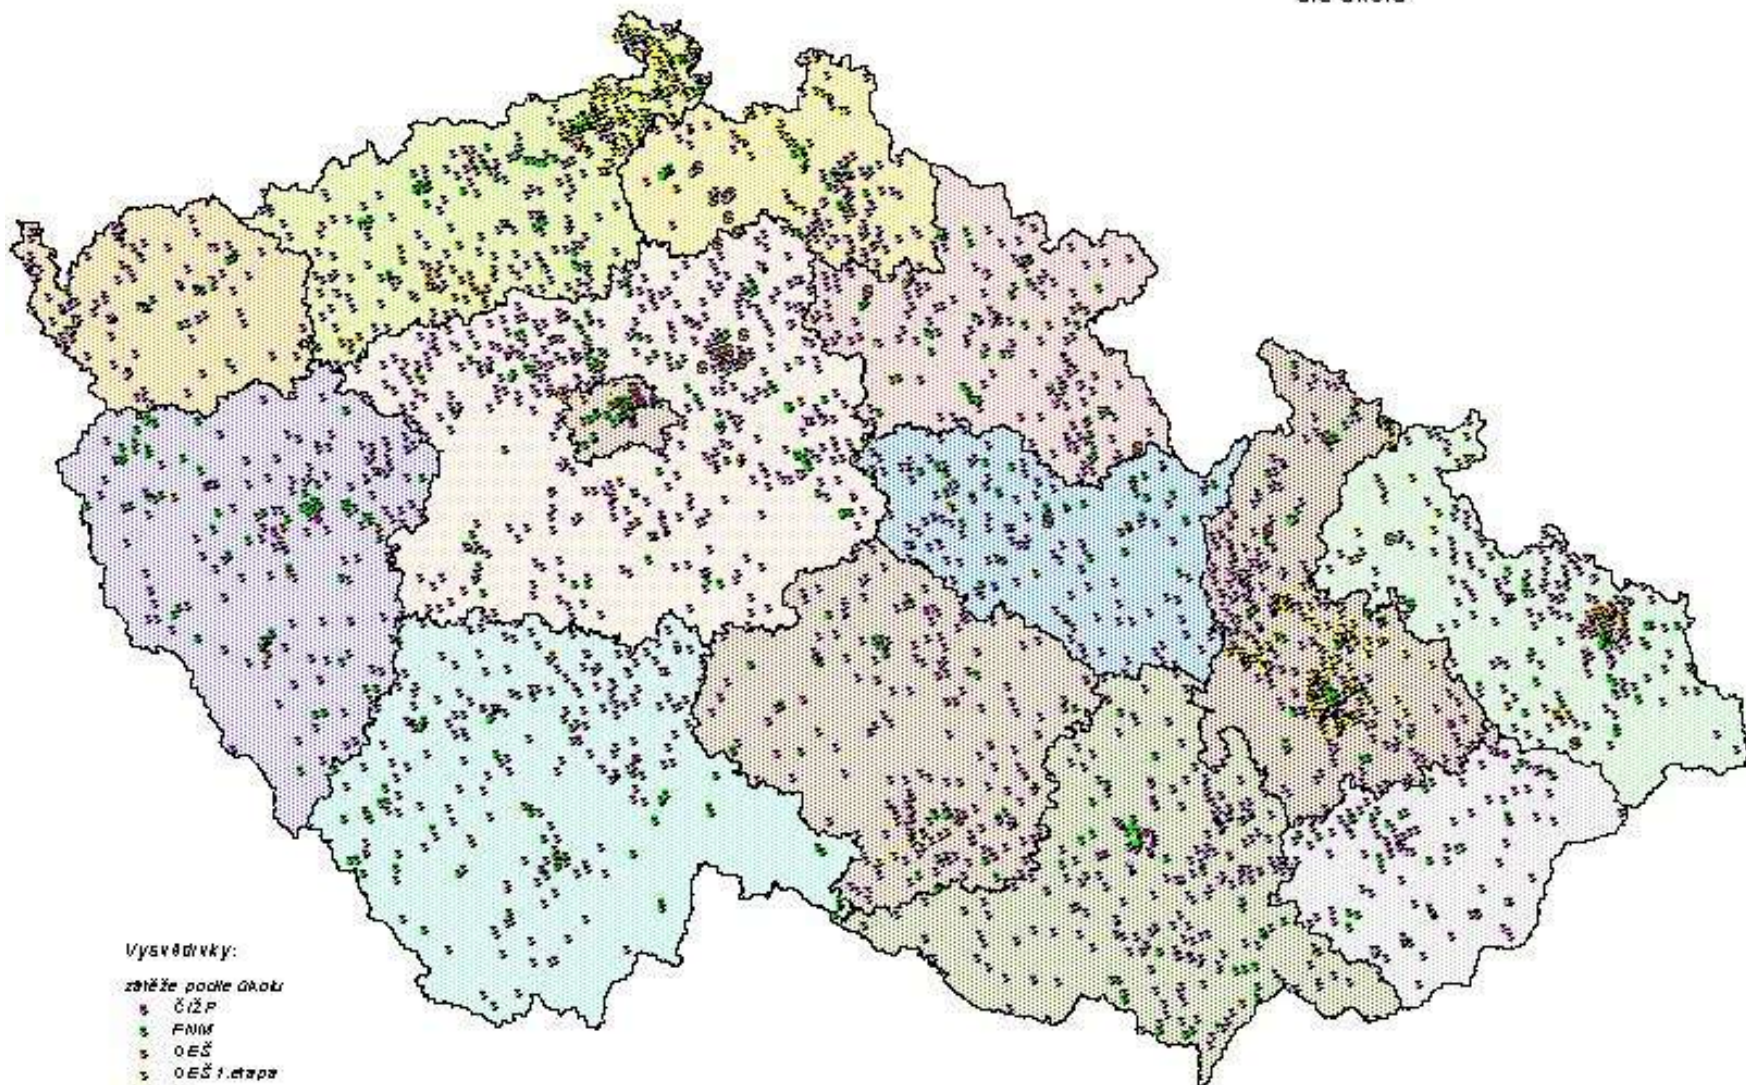 Vysvětlivky:
zátěže podle úkolu
ČIŽP
FNM
OEŠ
OEŠ 1.etapa